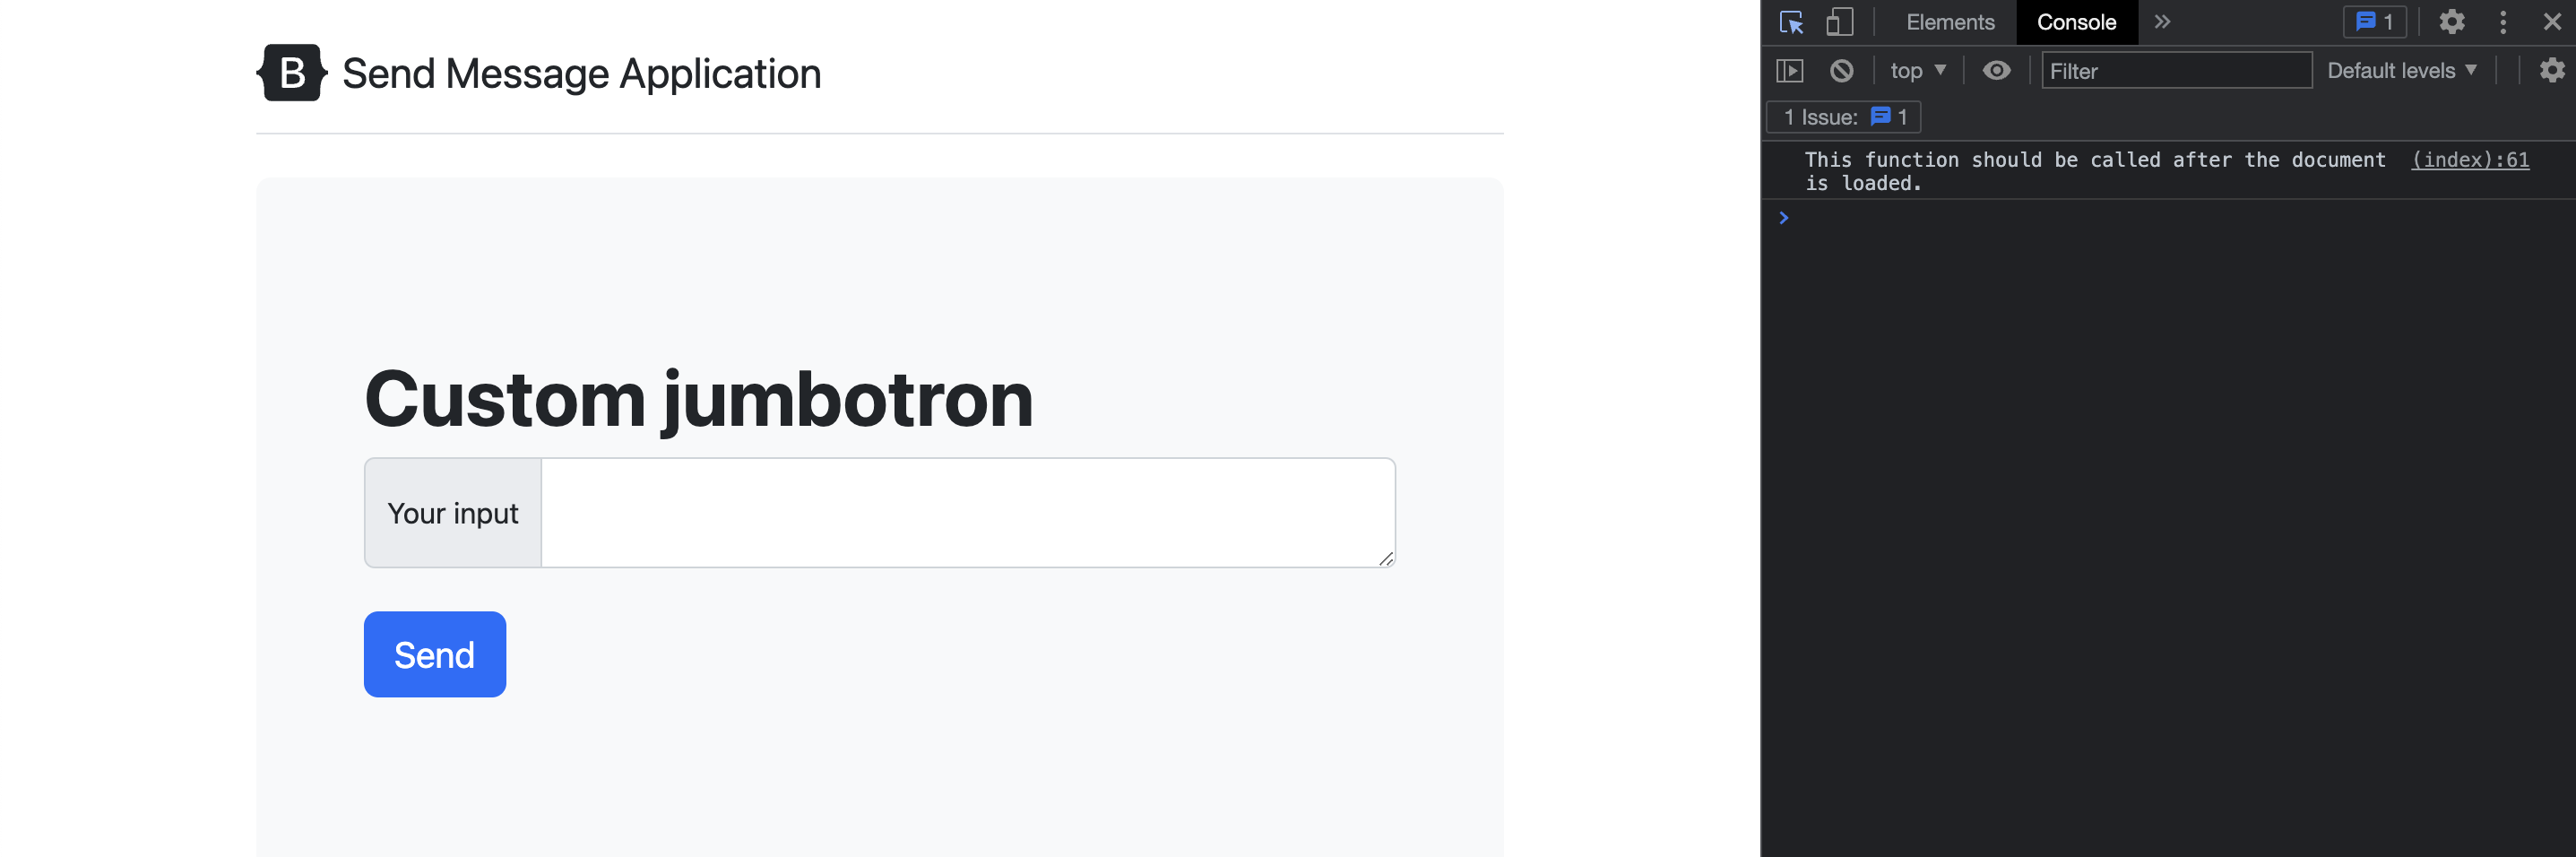 B Send Message Application
Custom jumbotron
Your input
Send
Elements Console 1
top Filter Default levels
1 Issue: 1
This function should be called after the document (index):61
is loaded.